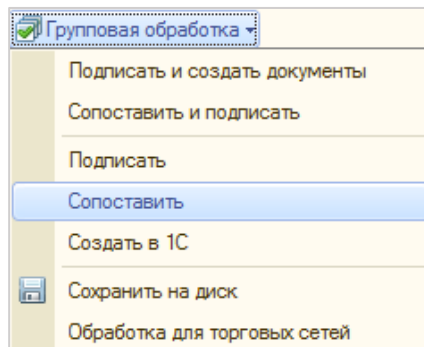 Групповая обработка
Подписать и создать документы
Сопоставить и подписать
Подписать
Сопоставить
Создать в 1С
Сохранить на диск
Обработка для торговых сетей